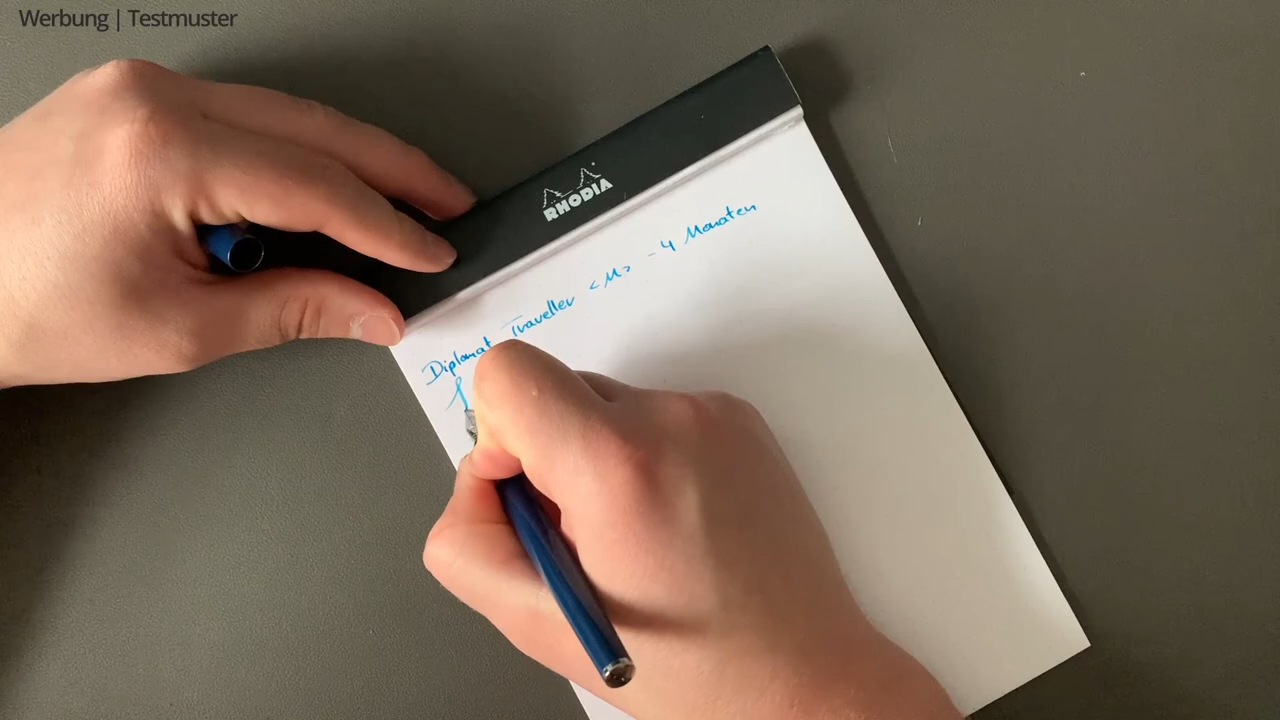 Werbung | Testmuster
RHODIA
Diplomat Traveller <M> - 4 Monaten